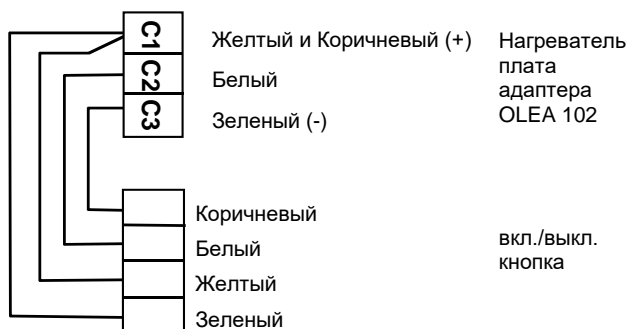 C1
Желтый и Коричневый (+)
Нагреватель
плата
адаптера
OLEA 102
C2
Белый
C3
Зеленый (-)
Коричневый
Белый
Желтый
Зеленый
вкл./выкл.
кнопка